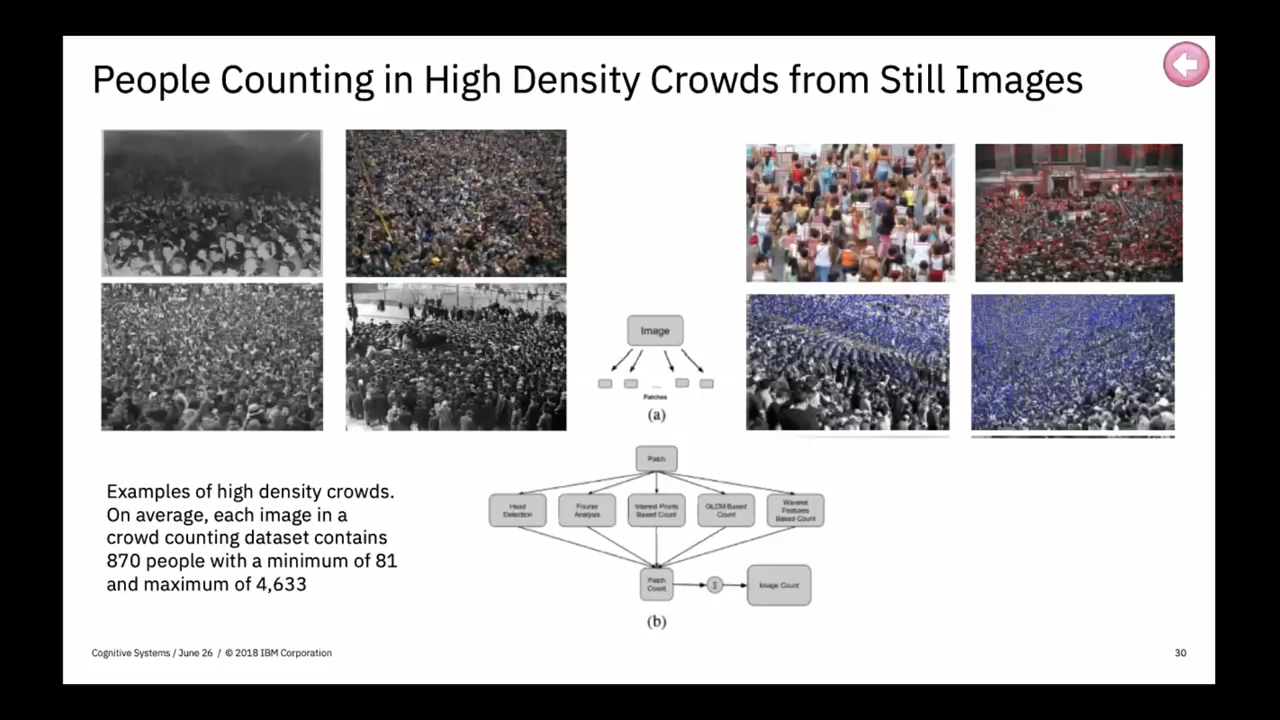 People Counting in High Density Crowds from Still Images
Image
Patches
(a)
Patch
Head
Detection
Fourier
Analysis
Interest-Points
Based Count
GLCM Based
Count
Wavelet
Features
Based Count
Patch
Count
Σ
Image Count
(b)
Examples of high density crowds.
On average, each image in a
crowd counting dataset contains
870 people with a minimum of 81
and maximum of 4,633
Cognitive Systems / June 26 / © 2018 IBM Corporation
30